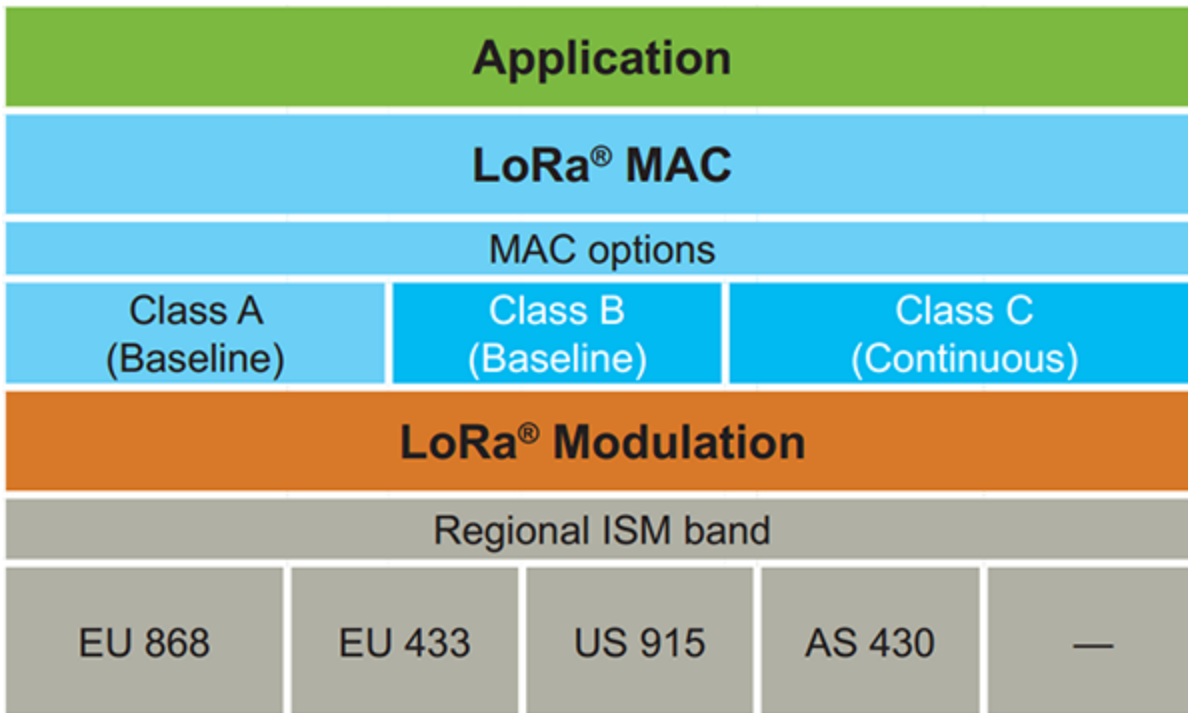 Application
LoRa® MAC
MAC options
Class A
(Baseline)
Class B
(Baseline)
Class C
(Continuous)
LoRa® Modulation
Regional ISM band
EU 868
EU 433
US 915
AS 430
—